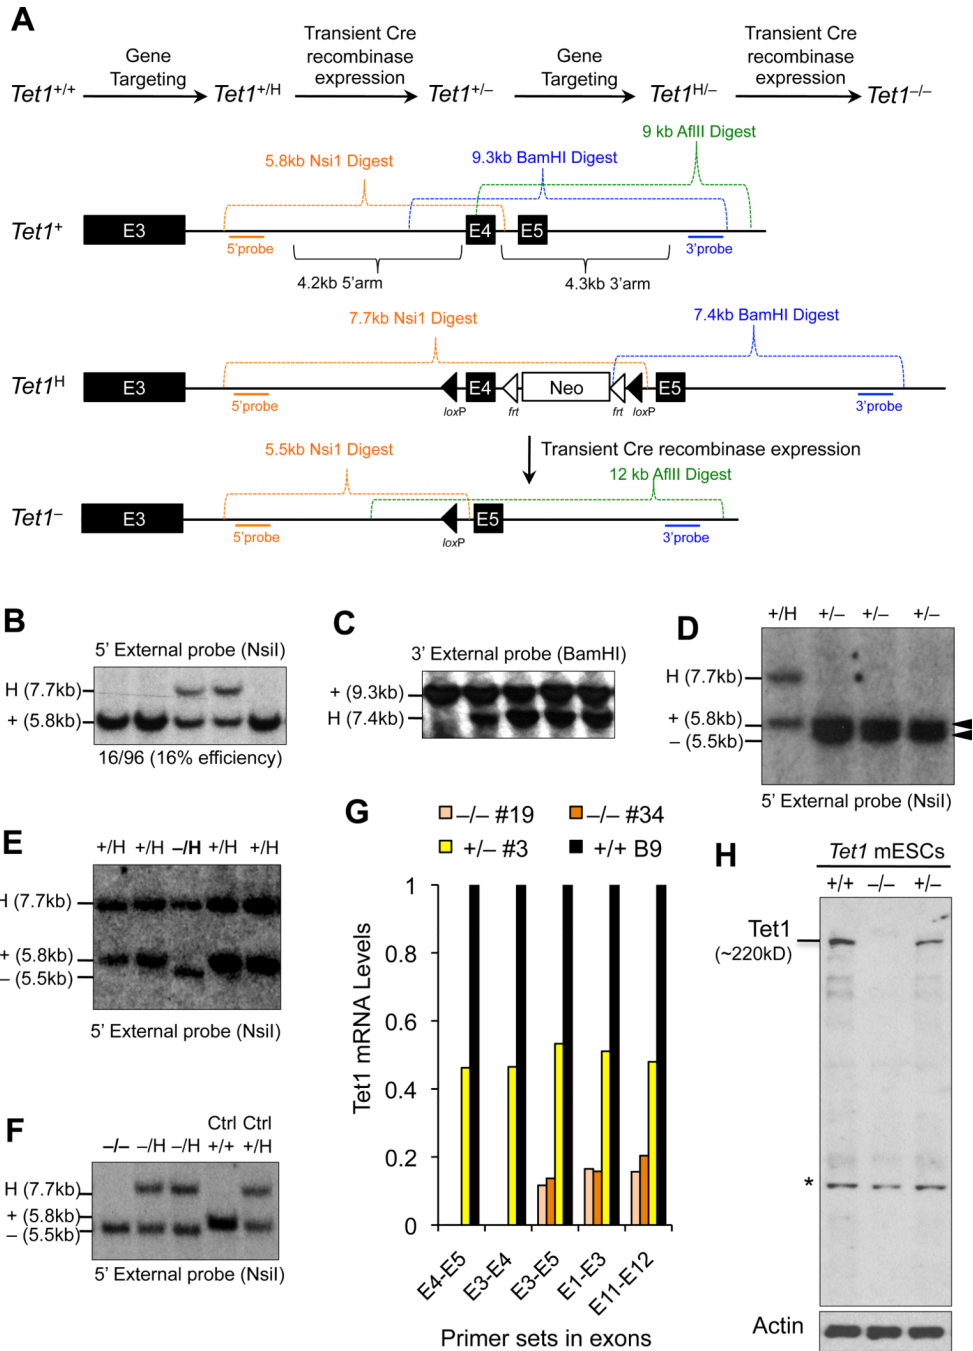 A
Tet1+/+
Gene Targeting
Tet1+/H
Transient Cre recombinase expression
Tet1+/–
Gene Targeting
Tet1H/–
Transient Cre recombinase expression
Tet1–/–
9 kb AflII Digest
5.8kb Nsi1 Digest
9.3kb BamHI Digest
Tet1+
E3
E4
E5
5'probe
3'probe
4.2kb 5'arm
4.3kb 3'arm
7.7kb Nsi1 Digest
7.4kb BamHI Digest
Tet1H
E3
E4
Neo
E5
5'probe
loxP
frt
frt
loxP
3'probe
Transient Cre recombinase expression
5.5kb Nsi1 Digest
12 kb AflII Digest
Tet1–
E3
E5
5'probe
loxP
3'probe
B
5' External probe (NsiI)
H (7.7kb)
+ (5.8kb)
16/96 (16% efficiency)
C
3' External probe (BamHI)
+ (9.3kb)
H (7.4kb)
D
+/H +/– +/– +/–
H (7.7kb)
+ (5.8kb)
– (5.5kb)
5' External probe (NsiI)
E
+/H +/H –/H +/H +/H
H (7.7kb)
+ (5.8kb)
– (5.5kb)
5' External probe (NsiI)
F
Ctrl Ctrl
–/– –/H –/H +/+ +/H
H (7.7kb)
+ (5.8kb)
– (5.5kb)
5' External probe (NsiI)
G
–/– #19
–/– #34
+/– #3
+/+ B9
Tet1 mRNA Levels
1
0.8
0.6
0.4
0.2
0
E4-E5
E3-E4
E3-E5
E1-E3
E11-E12
Primer sets in exons
H
Tet1 mESCs
+/+ –/– +/–
Tet1
(~220kD)
*
Actin